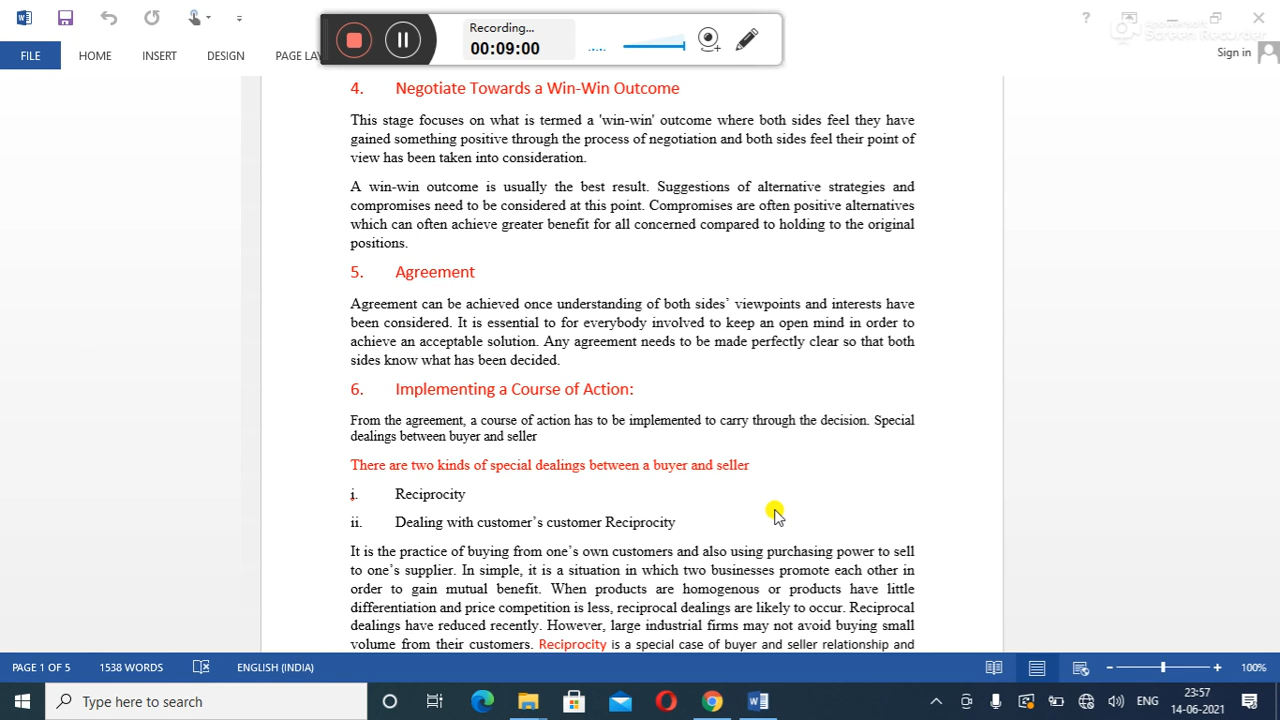 Recording...
00:09:00
Screen Recorder
FILE HOME INSERT DESIGN PAGE LAY
Sign in
4. Negotiate Towards a Win-Win Outcome
This stage focuses on what is termed a 'win-win' outcome where both sides feel they have
gained something positive through the process of negotiation and both sides feel their point of
view has been taken into consideration.
A win-win outcome is usually the best result. Suggestions of alternative strategies and
compromises need to be considered at this point. Compromises are often positive alternatives
which can often achieve greater benefit for all concerned compared to holding to the original
positions.
5. Agreement
Agreement can be achieved once understanding of both sides’ viewpoints and interests have
been considered. It is essential to for everybody involved to keep an open mind in order to
achieve an acceptable solution. Any agreement needs to be made perfectly clear so that both
sides know what has been decided.
6. Implementing a Course of Action:
From the agreement, a course of action has to be implemented to carry through the decision. Special
dealings between buyer and seller
There are two kinds of special dealings between a buyer and seller
i. Reciprocity
ii. Dealing with customer’s customer Reciprocity
It is the practice of buying from one’s own customers and also using purchasing power to sell
to one’s supplier. In simple, it is a situation in which two businesses promote each other in
order to gain mutual benefit. When products are homogenous or products have little
differentiation and price competition is less, reciprocal dealings are likely to occur. Reciprocal
dealings have reduced recently. However, large industrial firms may not avoid buying small
volume from their customers. Reciprocity is a special case of buyer and seller relationship and
PAGE 1 OF 5 1538 WORDS ENGLISH (INDIA) 100%
Type here to search
ENG
23:57
14-06-2021